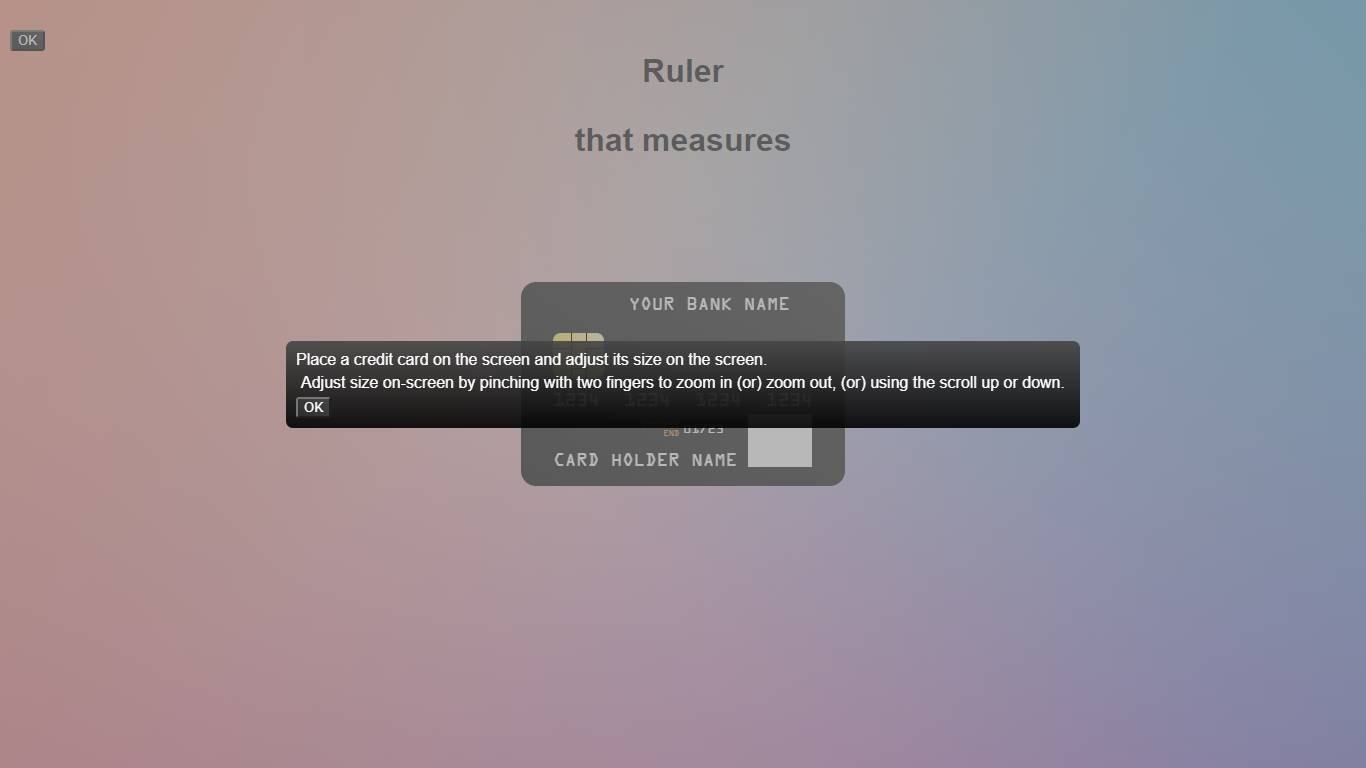 OK
Ruler
that measures
YOUR BANK NAME
Place a credit card on the screen and adjust its size on the screen.
Adjust size on-screen by pinching with two fingers to zoom in (or) zoom out, (or) using the scroll up or down.
1234 1234 1234 1234
OK
END 01/23
CARD HOLDER NAME